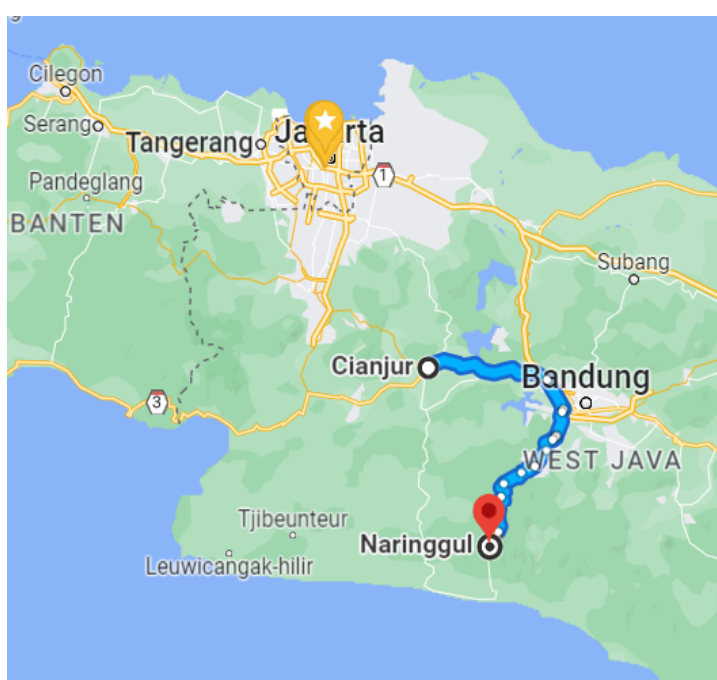 Cilegon
Serang
Tangerang
Jakarta
1
Pandeglang
BANTEN
Subang
Cianjur
Bandung
3
WEST JAVA
Tjibeunteur
Naringgul
Leuwicangak-hilir